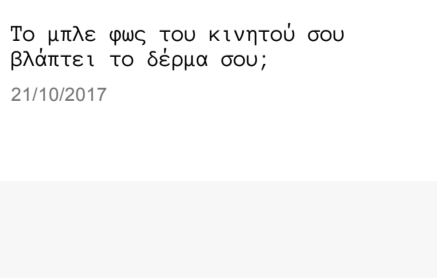 Το μπλε φως του κινητού σου
βλάπτει το δέρμα σου;
21/10/2017